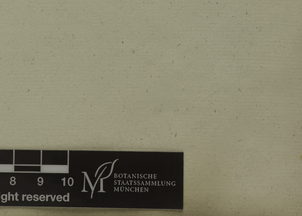 8 9 10
ght reserved
M BOTANISCHE
STAATSSAMMLUNG
MÜNCHEN